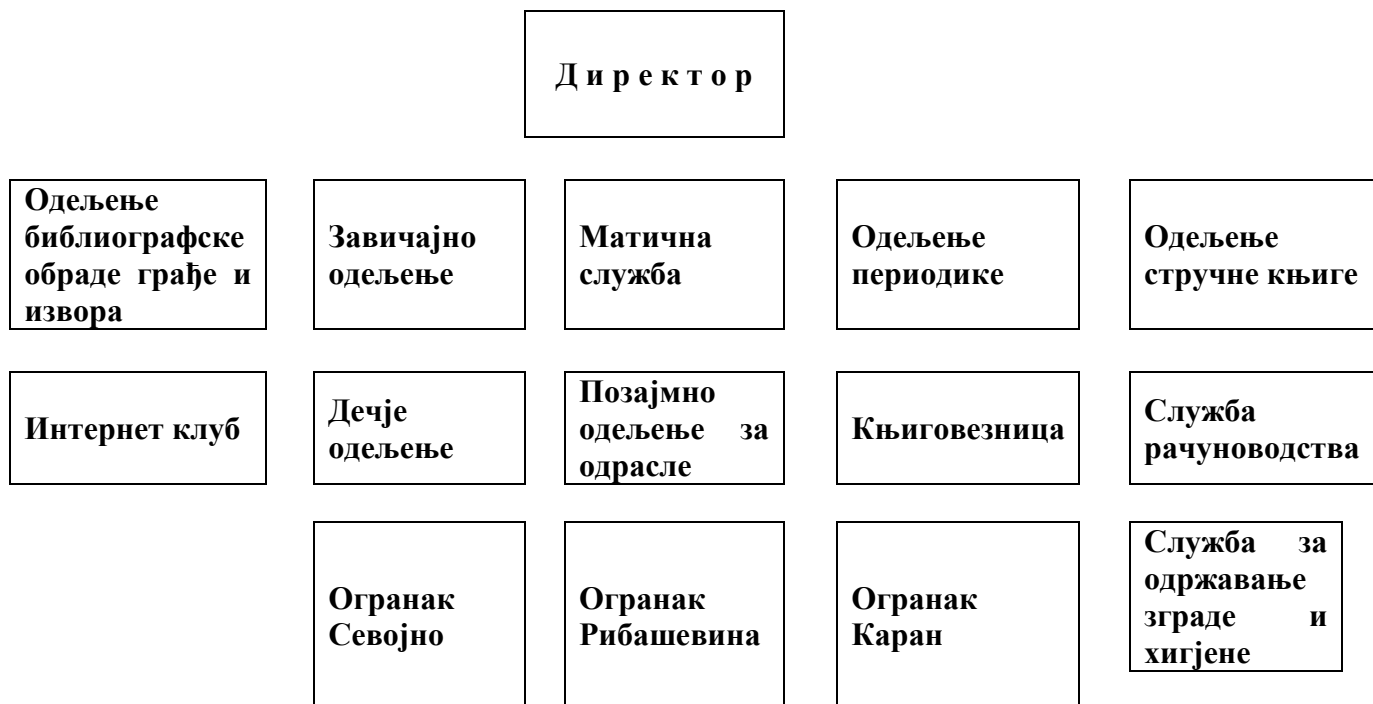 Д и р е к т о р
Одељење
библиографске
обраде грађе и
извора
Завичајно
одељење
Матична
служба
Одељење
периодике
Одељење
стручне књиге
Интернет клуб
Дечје
одељење
Позајмно
одељење за
одрасле
Књиговезница
Служба
рачуноводства
Огранак
Севојно
Огранак
Рибашевина
Огранак
Каран
Служба за
одржавање
зграде и
хигјене